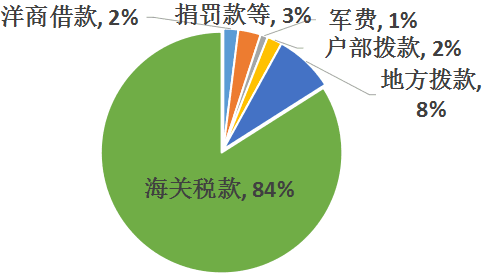 洋商借款, 2%
捐罚款等, 3%
军费, 1%
户部拨款, 2%
地方拨款,
8%
海关税款, 84%